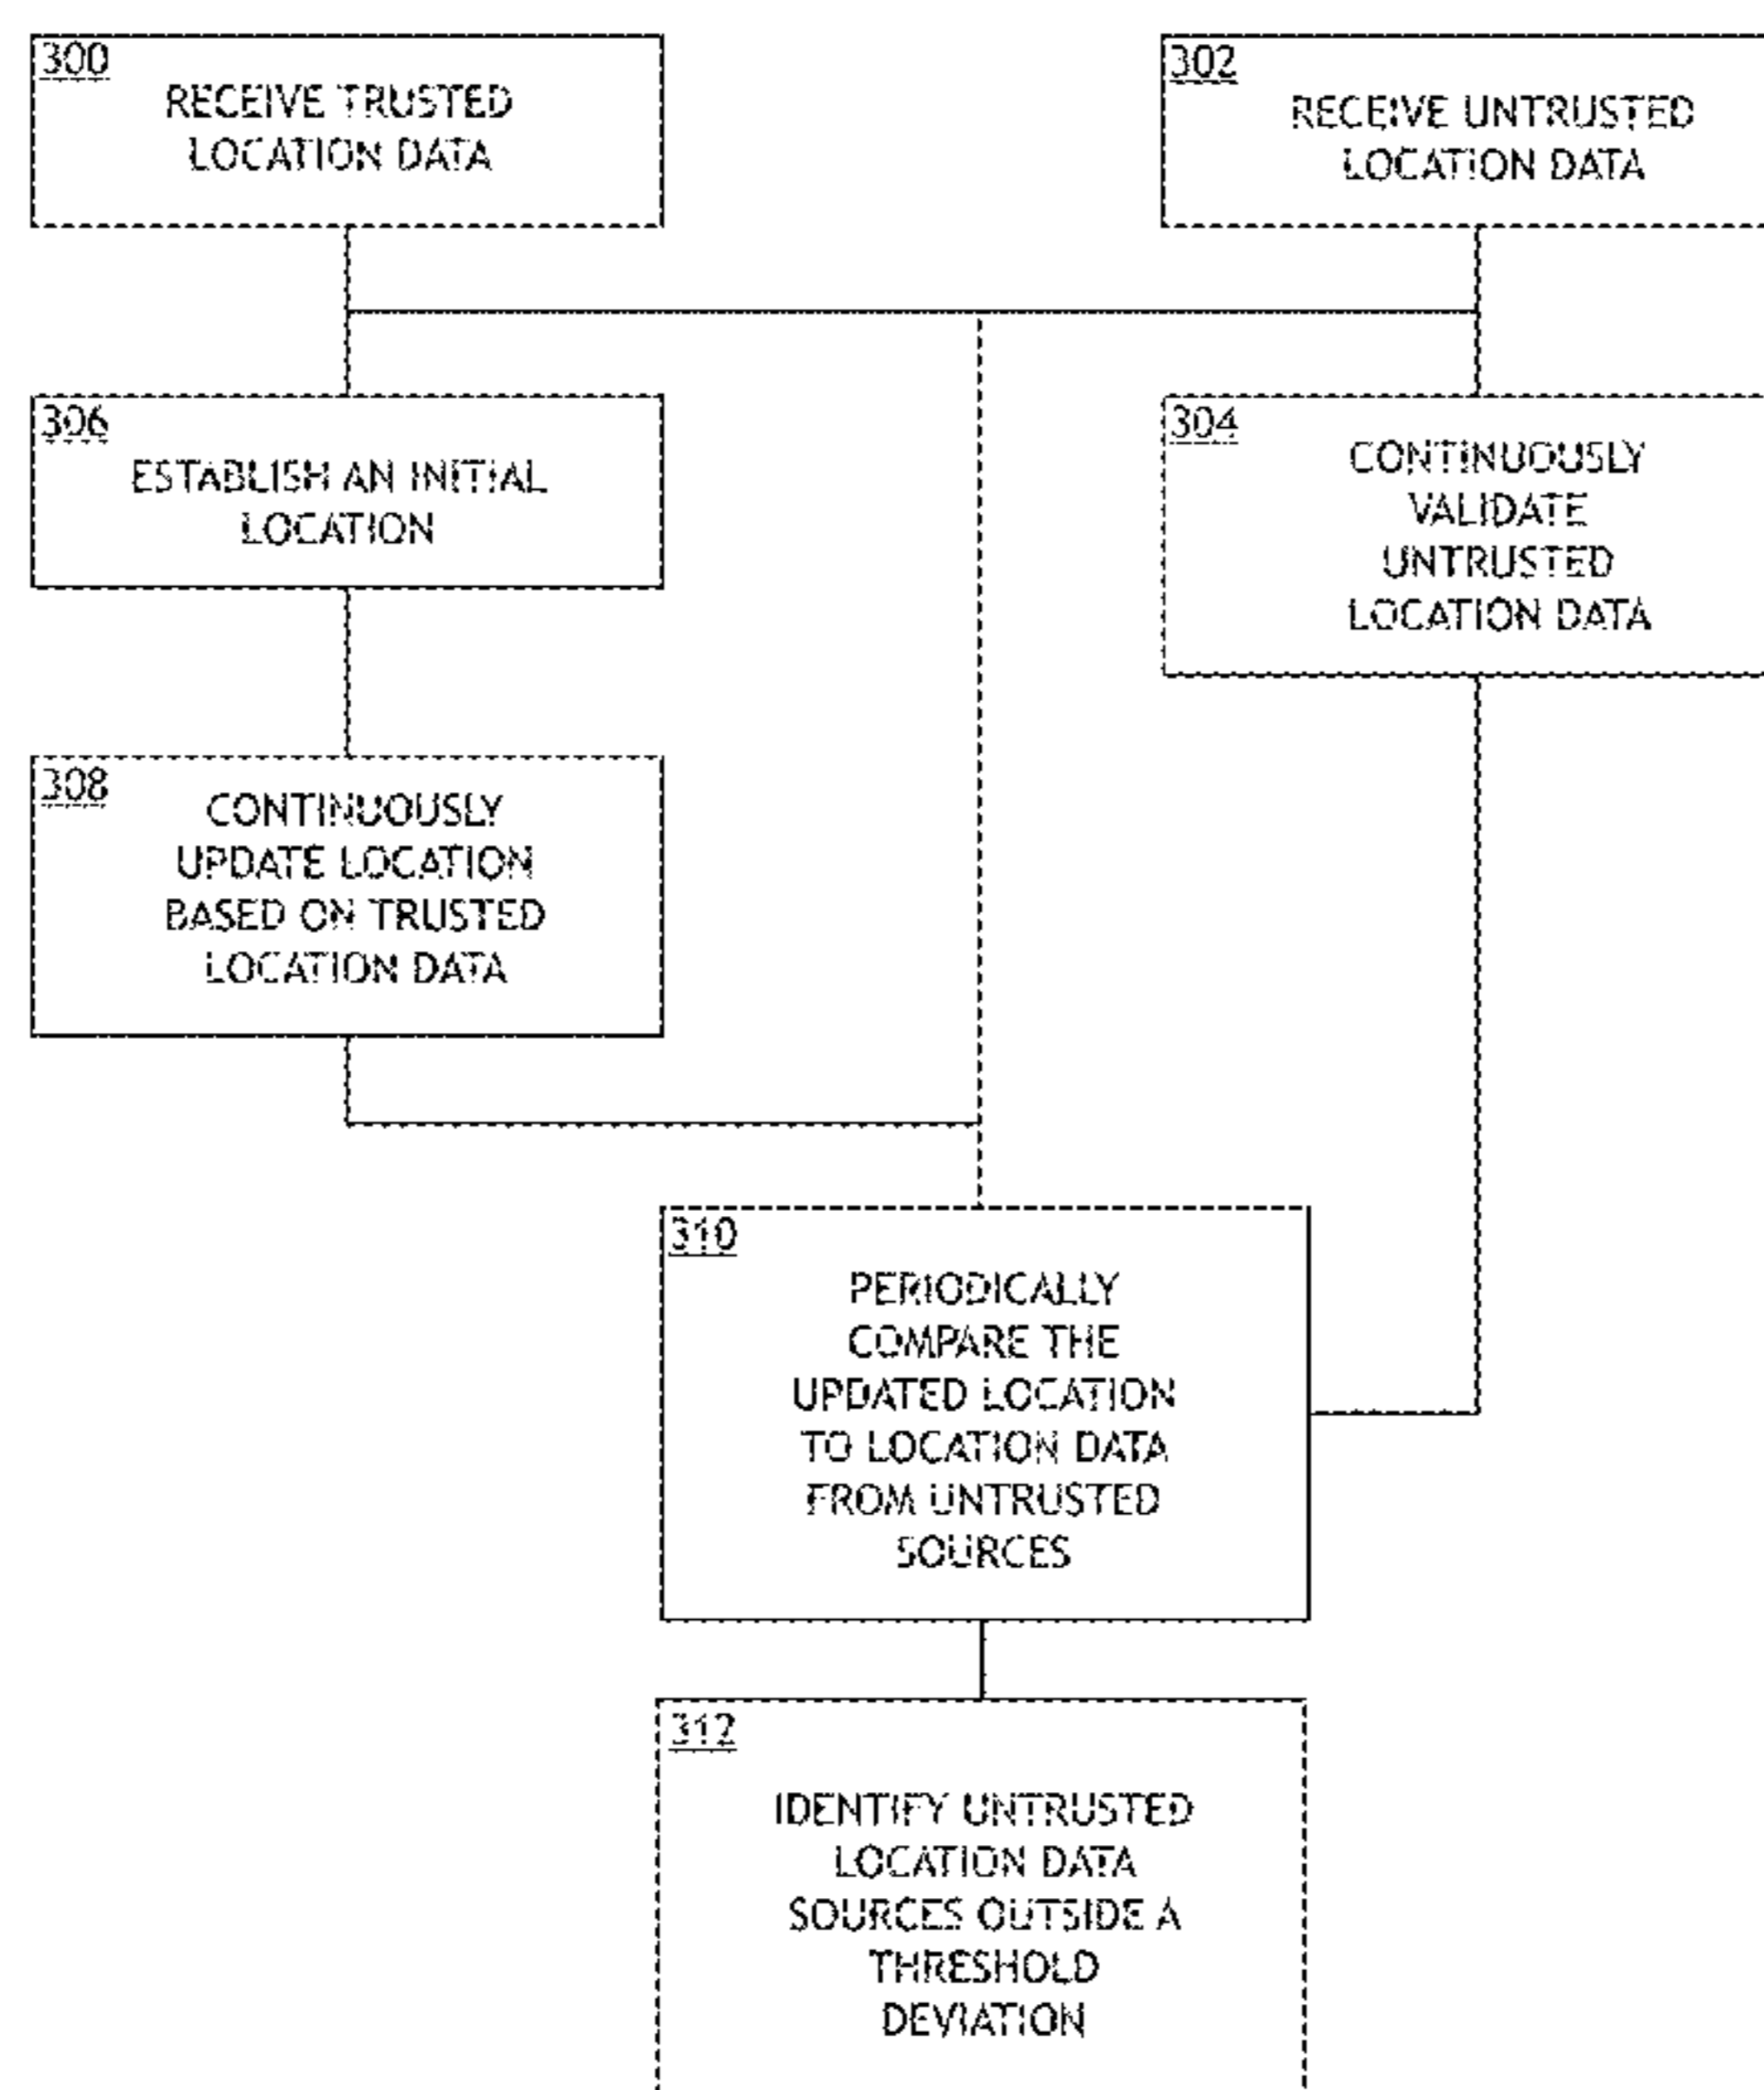 300
RECEIVE TRUSTED
LOCATION DATA
302
RECEIVE UNTRUSTED
LOCATION DATA
306
ESTABLISH AN INITIAL
LOCATION
304
CONTINUOUSLY
VALIDATE
UNTRUSTED
LOCATION DATA
308
CONTINUOUSLY
UPDATE LOCATION
BASED ON TRUSTED
LOCATION DATA
310
PERIODICALLY
COMPARE THE
UPDATED LOCATION
TO LOCATION DATA
FROM UNTRUSTED
SOURCES
312
IDENTIFY UNTRUSTED
LOCATION DATA
SOURCES OUTSIDE A
THRESHOLD
DEVIATION